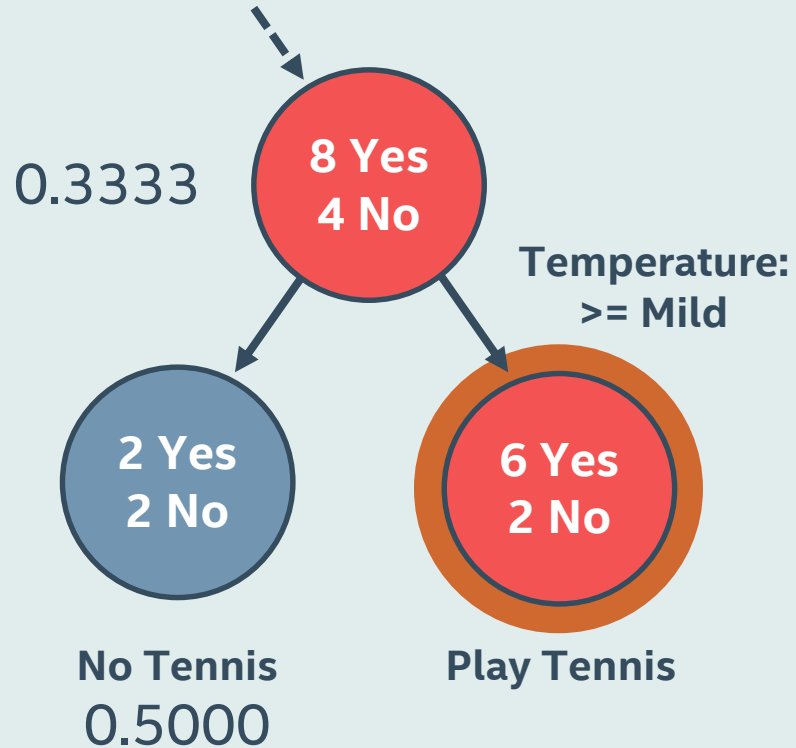 8 Yes
4 No
0.3333
Temperature:
>= Mild
2 Yes
2 No
6 Yes
2 No
No Tennis
0.5000
Play Tennis